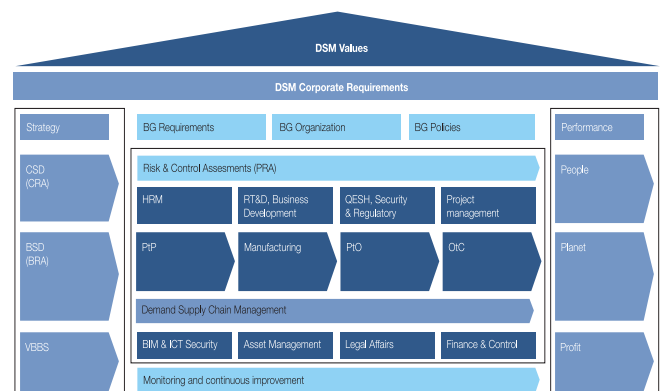 DSM Values
DSM Corporate Requirements
Strategy
BG Requirements
BG Organization
BG Policies
Performance
CSD
(CRA)
Risk & Control Assesments (PRA)
People
HRM
RT&D, Business
Development
QESH, Security
& Regulatory
Project
management
BSD
(BRA)
PtP
Manufacturing
PtO
OtC
Planet
Demand Supply Chain Management
VBBS
BIM & ICT Security
Asset Management
Legal Affairs
Finance & Control
Profit
Monitoring and continuous improvement